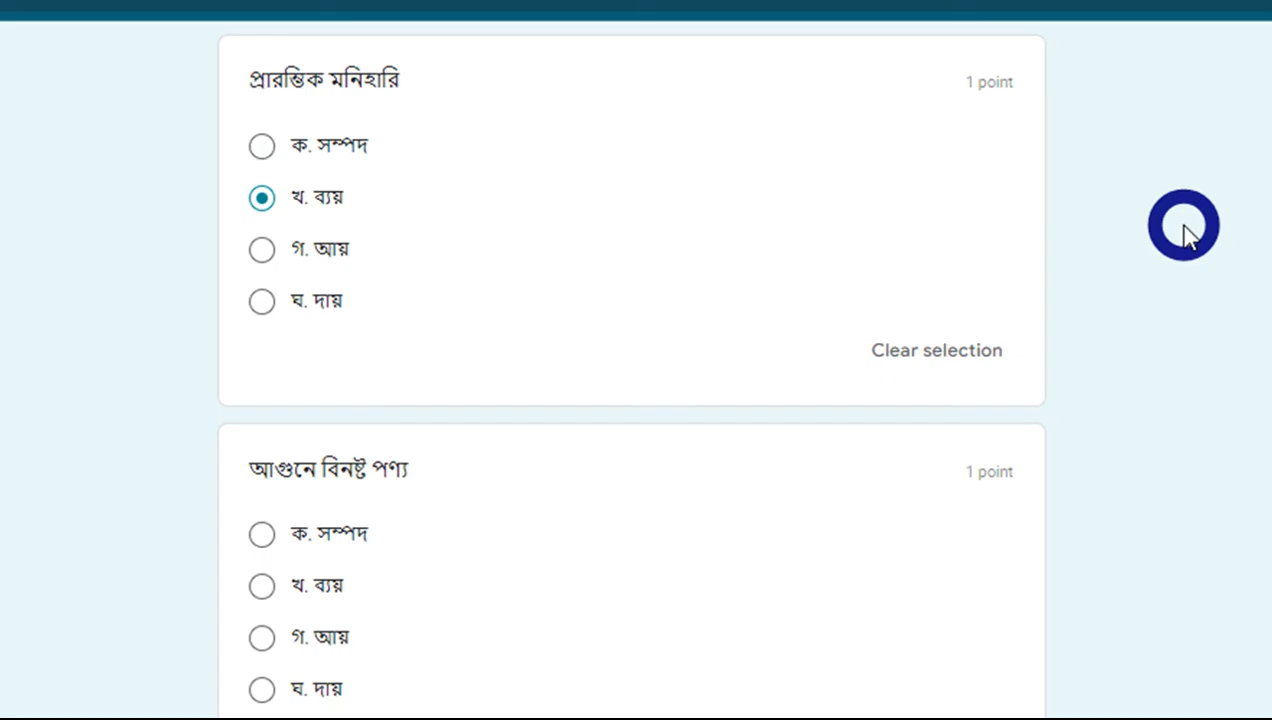 প্রারম্ভিক মনিহারি
1 point
ক. সম্পদ
খ. ব্যয়
গ. আয়
ঘ. দায়
Clear selection
আগুনে বিনষ্ট পণ্য
1 point
ক. সম্পদ
খ. ব্যয়
গ. আয়
ঘ. দায়